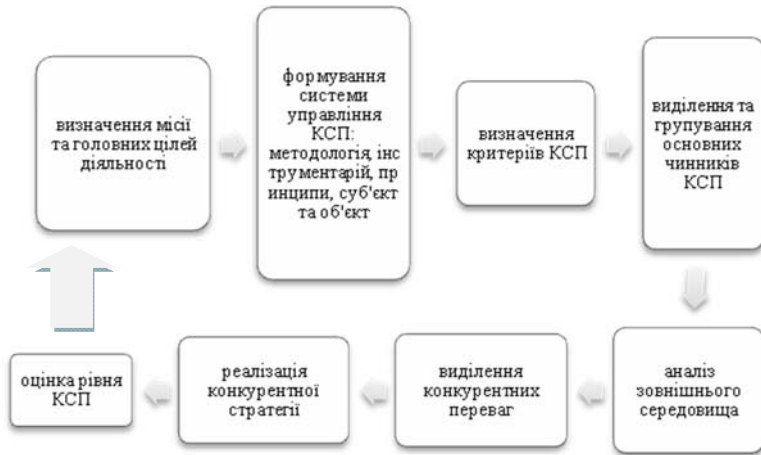 визначення місії
та головних цілей
діяльності
формування
системи
управління
КСП:
методологія, інс
трументарій, пр
инципи, суб'єкт
та об'єкт
визначення
критеріїв КСП
виділення та
групування
основних
чинників
КСП
аналіз
зовнішнього
середовища
виділення
конкурентних
переваг
реалізація
конкурентної
стратегії
оцінка рівня
КСП